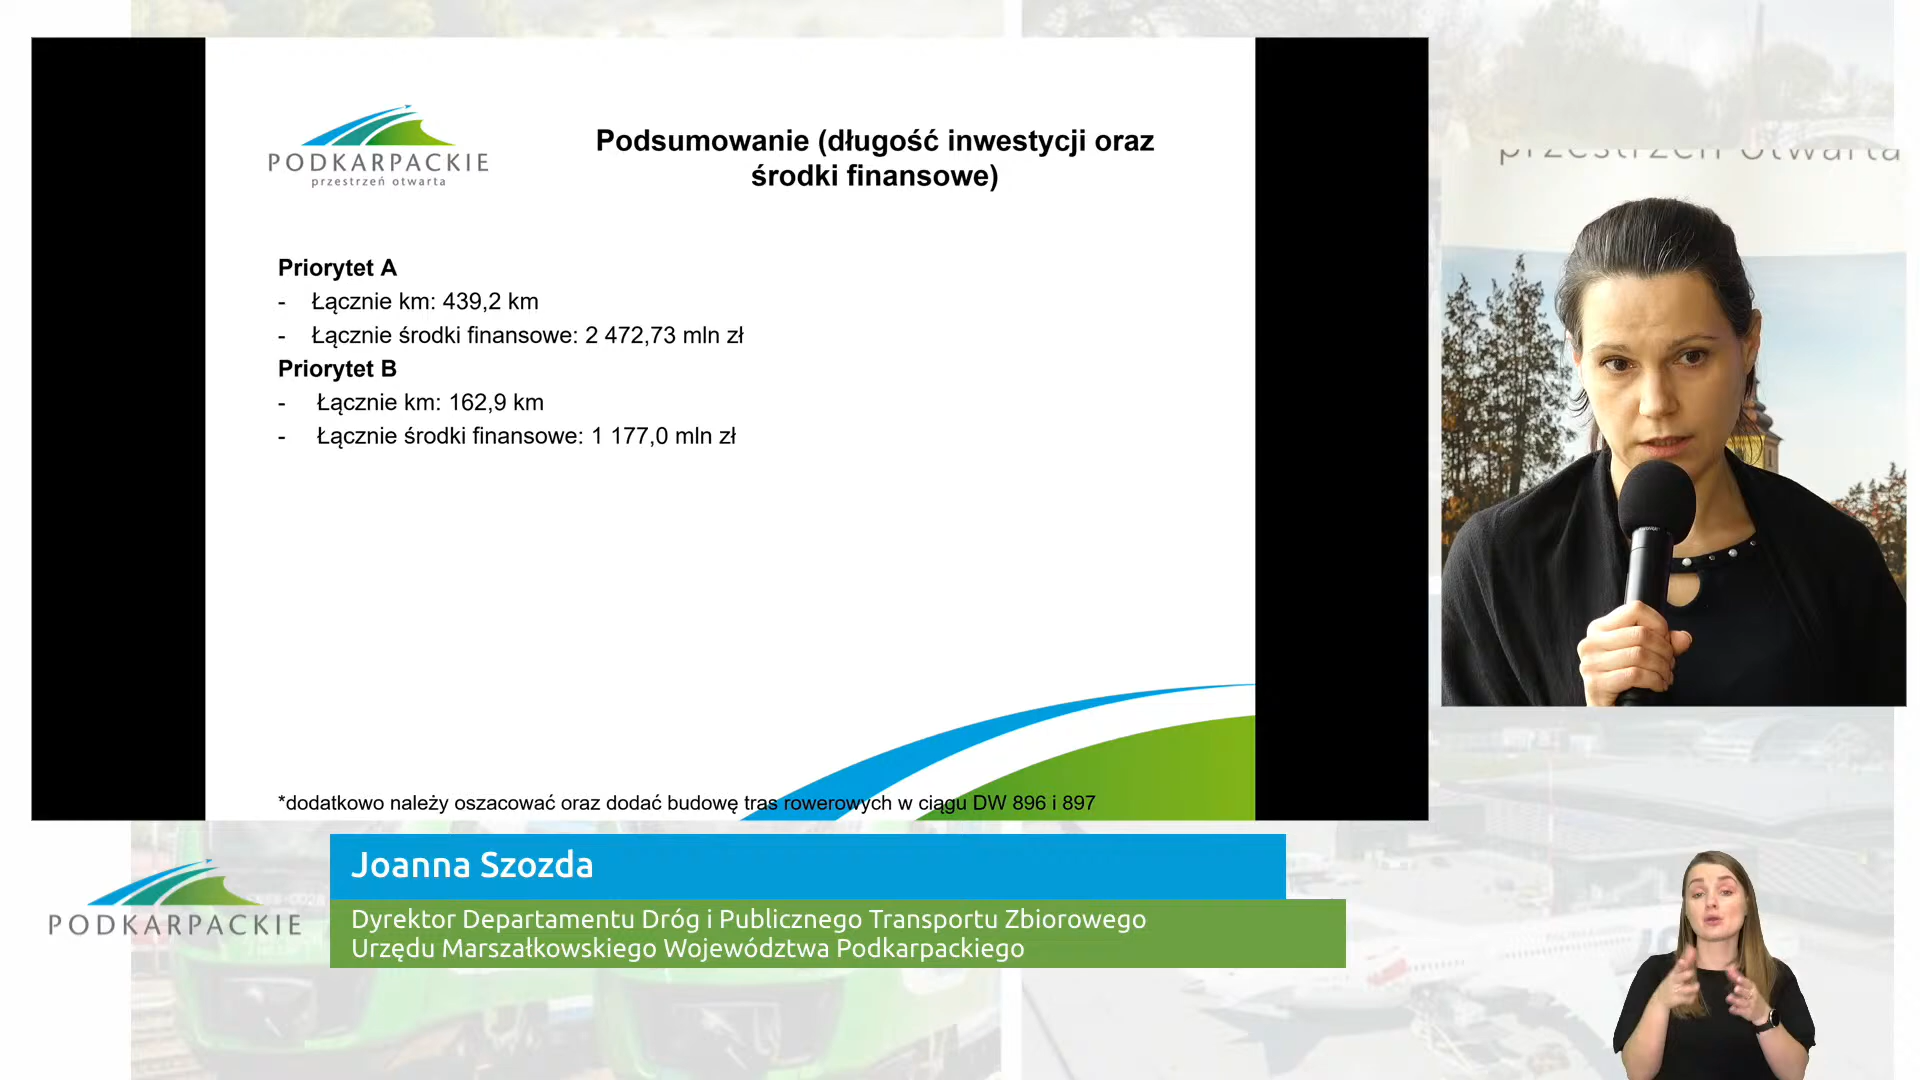 PODKARPACKIE
przestrzeń otwarta
Podsumowanie (długość inwestycji oraz
środki finansowe)
Priorytet A
- Łącznie km: 439,2 km
- Łącznie środki finansowe: 2 472,73 mln zł
Priorytet B
- Łącznie km: 162,9 km
- Łącznie środki finansowe: 1 177,0 mln zł
*dodatkowo należy oszacować oraz dodać budowę tras rowerowych w ciągu DW 896 i 897
przestrzeń otwarta
Joanna Szozda
Dyrektor Departamentu Dróg i Publicznego Transportu Zbiorowego
Urzędu Marszałkowskiego Województwa Podkarpackiego
PODKARPACKIE